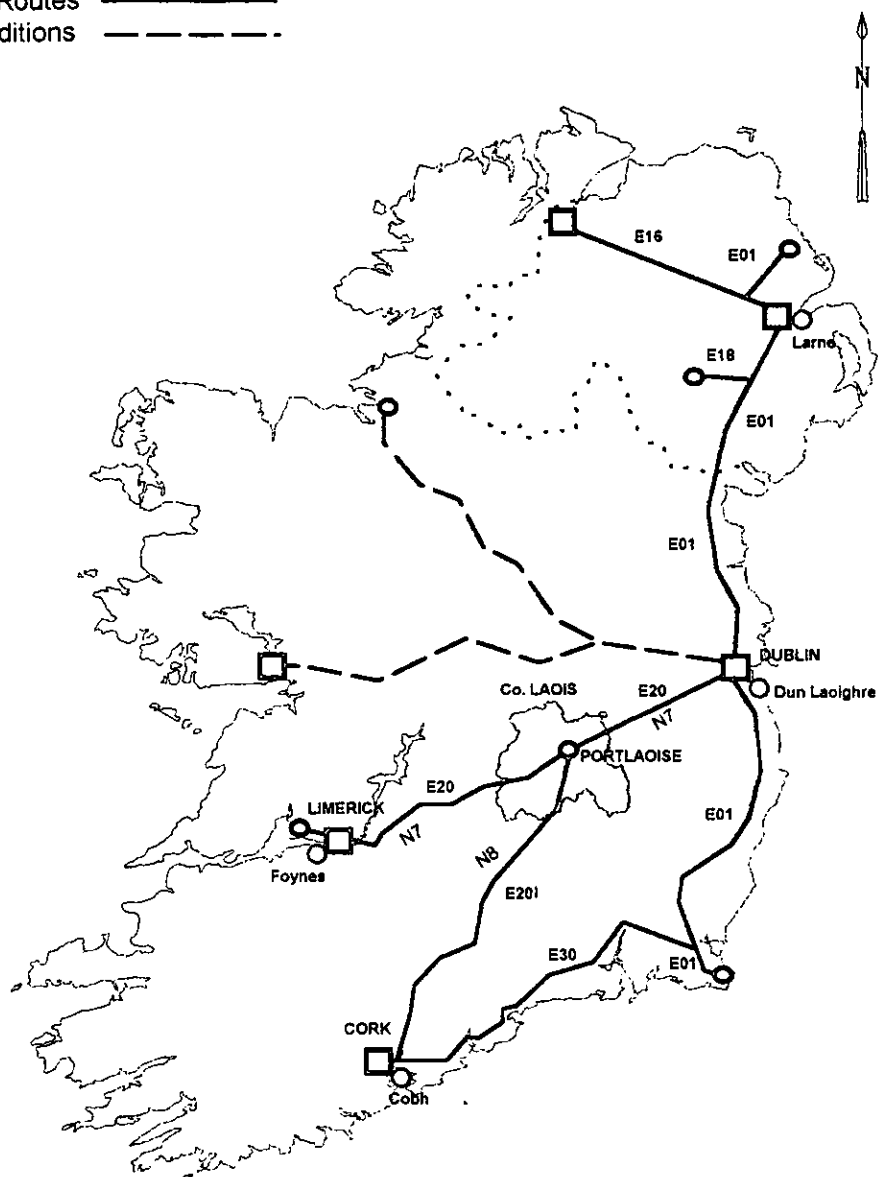 Routes
ditions
N
E16
E01
Larne
E18
E01
E01
DUBLIN
Co. LAOIS
E20
Dun Laoighre
N7
PORTLAOISE
E20
LIMERICK
E01
N7
N8
Foynes
E201
E30
E01
CORK
Cobh